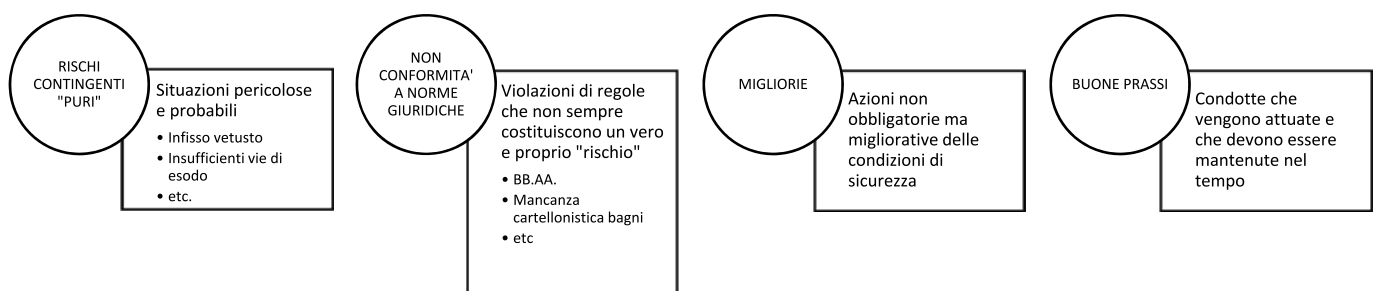 RISCHI
CONTINGENTI
"PURI"
Situazioni pericolose
e probabili
• Infisso vetusto
• Insufficienti vie di
esodo
• etc.
NON
CONFORMITA'
A NORME
GIURIDICHE
Violazioni di regole
che non sempre
costituiscono un vero
e proprio "rischio"
• BB.AA.
• Mancanza
cartellonistica bagni
• etc
MIGLIORIE
Azioni non
obbligatorie ma
migliorative delle
condizioni di
sicurezza
BUONE PRASSI
Condotte che
vengono attuate e
che devono essere
mantenute nel
tempo